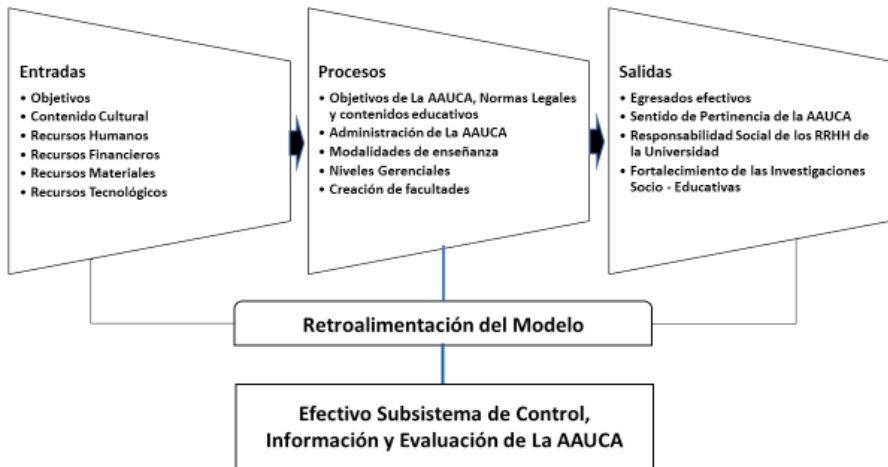 Entradas
• Objetivos
• Contenido Cultural
• Recursos Humanos
• Recursos Financieros
• Recursos Materiales
• Recursos Tecnológicos
Procesos
• Objetivos de La AAUCA, Normas Legales
y contenidos educativos
• Administración de La AAUCA
• Modalidades de enseñanza
• Niveles Gerenciales
• Creación de facultades
Salidas
• Egresados efectivos
• Sentido de Pertinencia de la AAUCA
• Responsabilidad Social de los RRHH de
la Universidad
• Fortalecimiento de las Investigaciones
Socio - Educativas
Retroalimentación del Modelo
Efectivo Subsistema de Control,
Información y Evaluación de La AAUCA